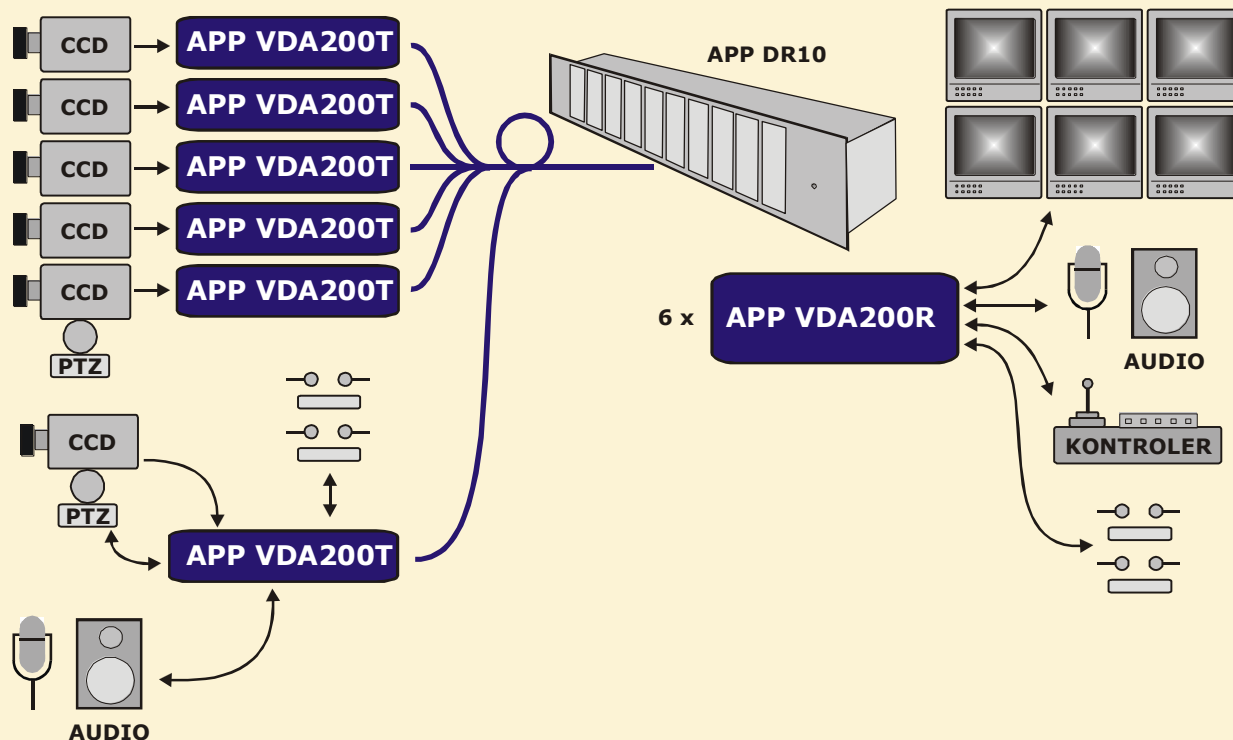 CCD
APP VDA200T
CCD
APP VDA200T
CCD
APP VDA200T
CCD
APP VDA200T
CCD
APP VDA200T
PTZ
CCD
PTZ
APP VDA200T
AUDIO
APP DR10
6 x
APP VDA200R
AUDIO
KONTROLER